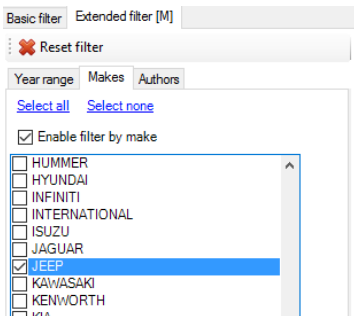 Basic filter Extended filter [M]
Reset filter
Year range Makes Authors
Select all Select none
Enable filter by make
HUMMER
HYUNDAI
INFINITI
INTERNATIONAL
ISUZU
JAGUAR
JEEP
KAWASAKI
KENWORTH
KIA